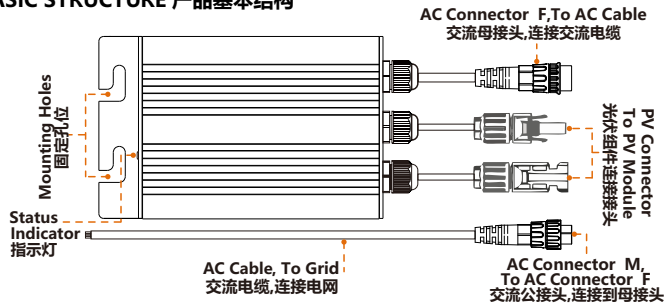 ASIC STRUCTURE 产品基本结构
AC Connector F,To AC Cable
交流母接头,连接交流电缆
Mounting Holes
固定孔位
PV Connector
To PV Module
光伏组件连接接头
Status
Indicator
指示灯
AC Cable, To Grid
交流电缆,连接电网
AC Connector M,
To AC Connector F
交流公接头,连接到母接头